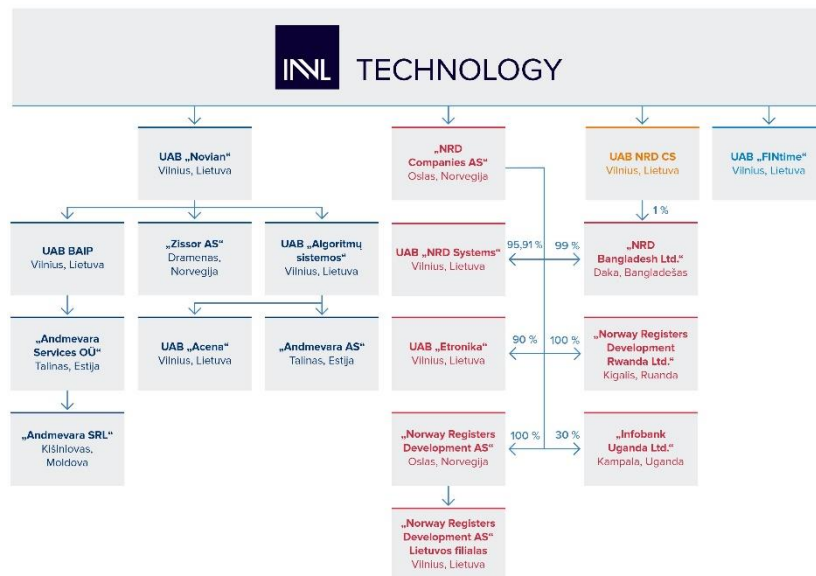 INVL TECHNOLOGY
UAB „Novian“
Vilnius, Lietuva
„NRD
Companies AS“
Oslas, Norvegija
UAB NRD CS
Vilnius, Lietuva
UAB „FINtime“
Vilnius, Lietuva
1 %
UAB BAIP
Vilnius, Lietuva
„Zissor AS“
Dramenas,
Norvegija
UAB „Algoritmų
sistemos“
Vilnius, Lietuva
UAB „NRD Systems“
Vilnius, Lietuva
95,91 %
99 %
„NRD
Bangladesh Ltd.“
Daka, Bangladešas
„Andmevara
Services OÜ“
Talinas, Estija
UAB „Acena“
Vilnius, Lietuva
„Andmevara AS“
Talinas, Estija
UAB „Etronika“
Vilnius, Lietuva
90 %
100 %
„Norway Registers
Development
Rwanda Ltd.“
Kigalis, Ruanda
„Andmevara SRL“
Kišiniovas,
Moldova
„Norway Registers
Development AS“
Oslas, Norvegija
100 %
30 %
„Infobank
Uganda Ltd.“
Kampala, Uganda
„Norway Registers
Development AS“
Lietuvos filialas
Vilnius, Lietuva